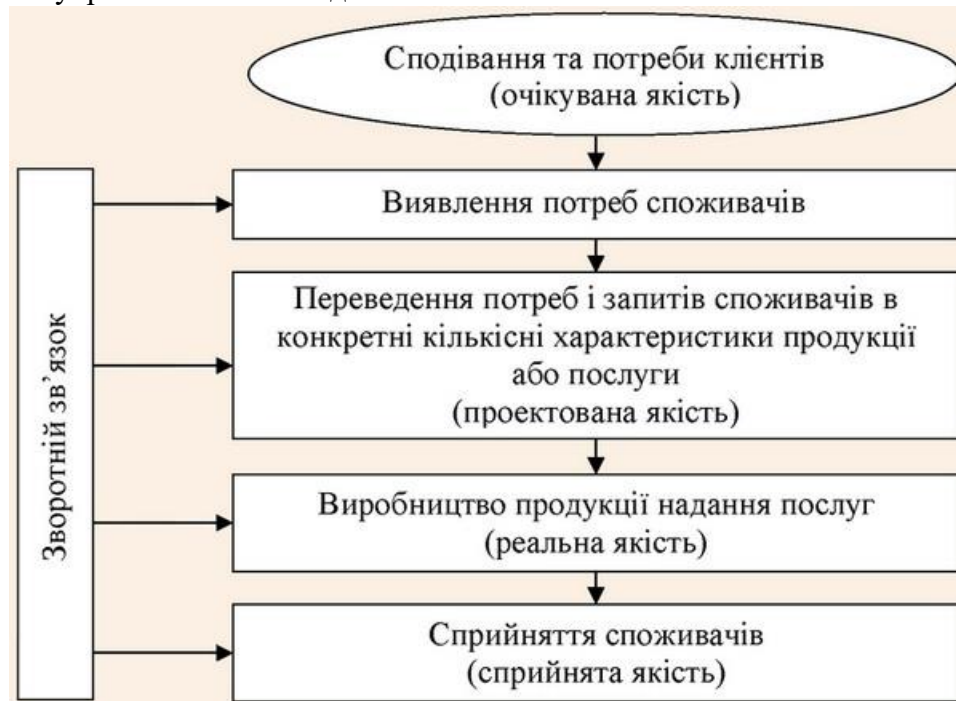 Сподівання та потреби клієнтів
(очікувана якість)
Виявлення потреб споживачів
Переведення потреб і запитів споживачів в
конкретні кількісні характеристики продукції
або послуги
(проектована якість)
Виробництво продукції надання послуг
(реальна якість)
Сприйняття споживачів
(сприйнята якість)
Зворотній зв’язок